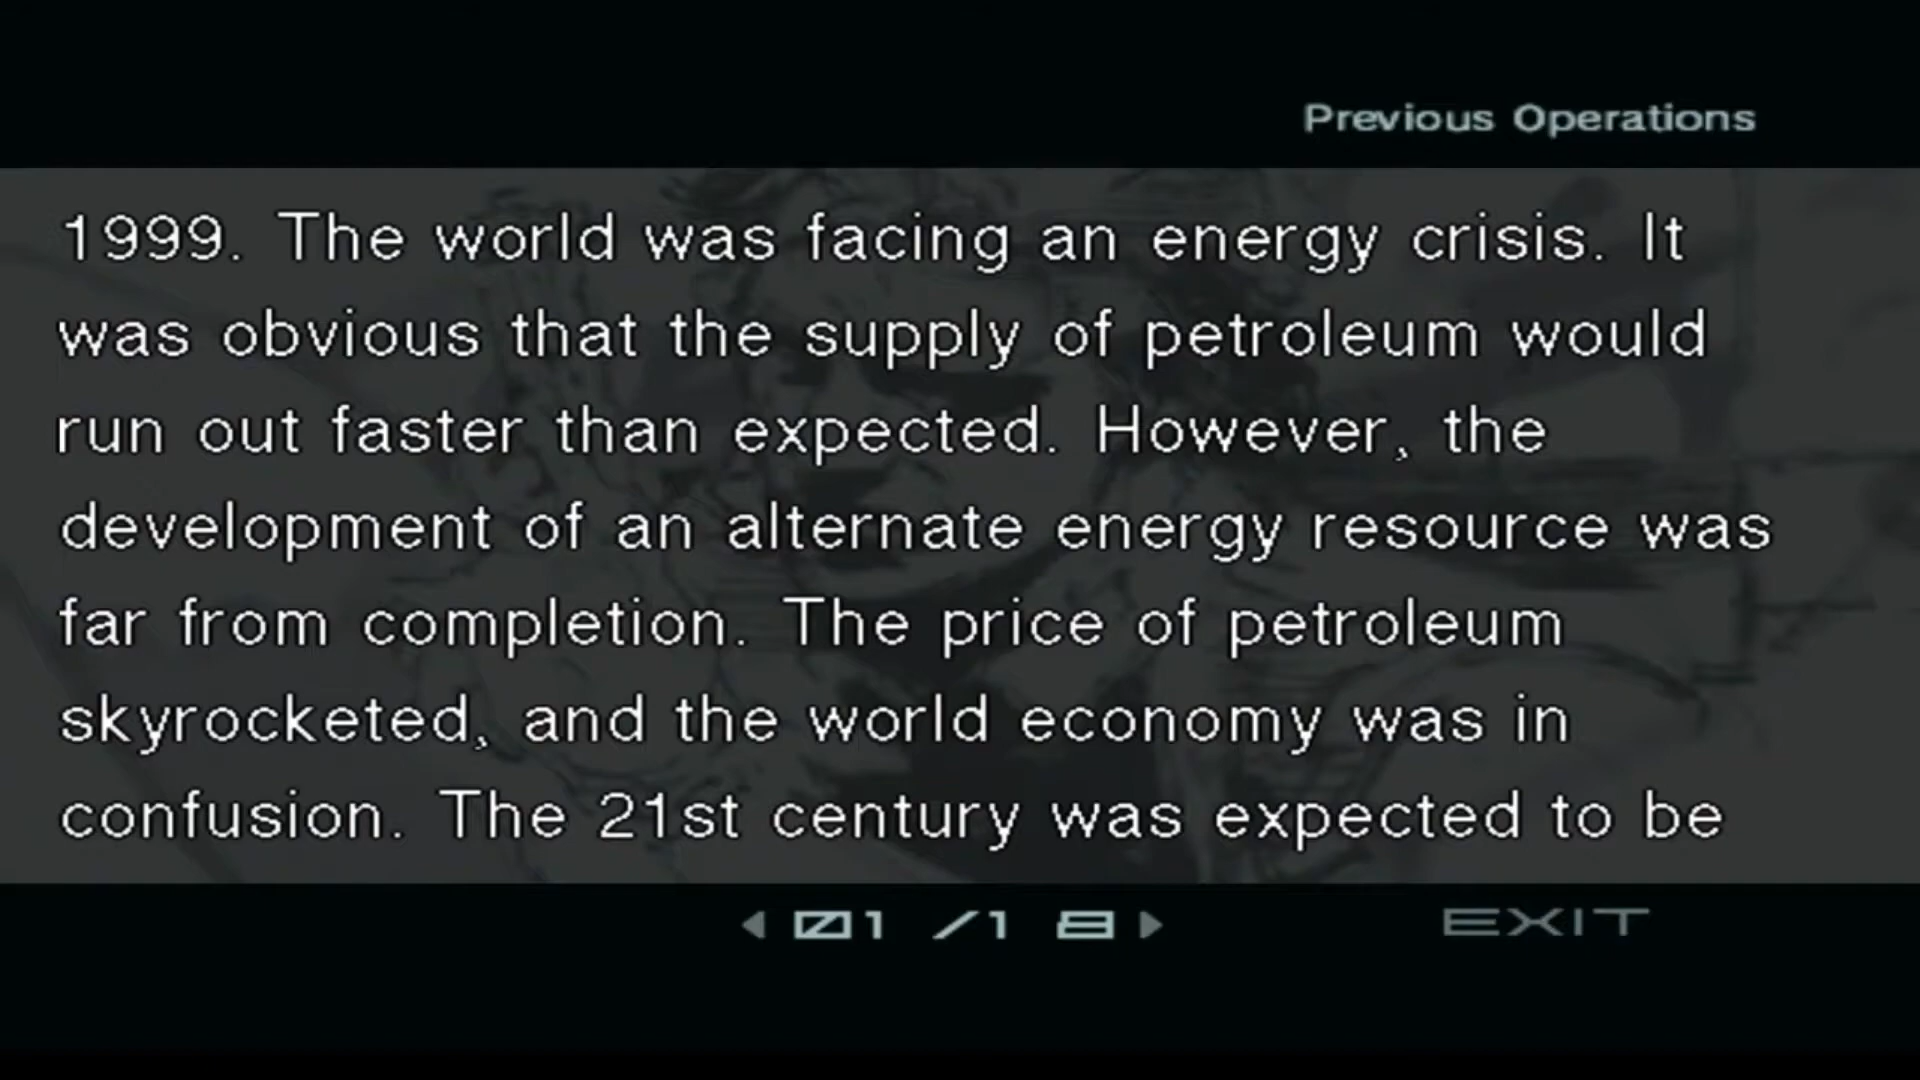 Previous Operations
1999. The world was facing an energy crisis. It
was obvious that the supply of petroleum would
run out faster than expected. However, the
development of an alternate energy resource was
far from completion. The price of petroleum
skyrocketed, and the world economy was in
confusion. The 21st century was expected to be
01 /18 EXIT